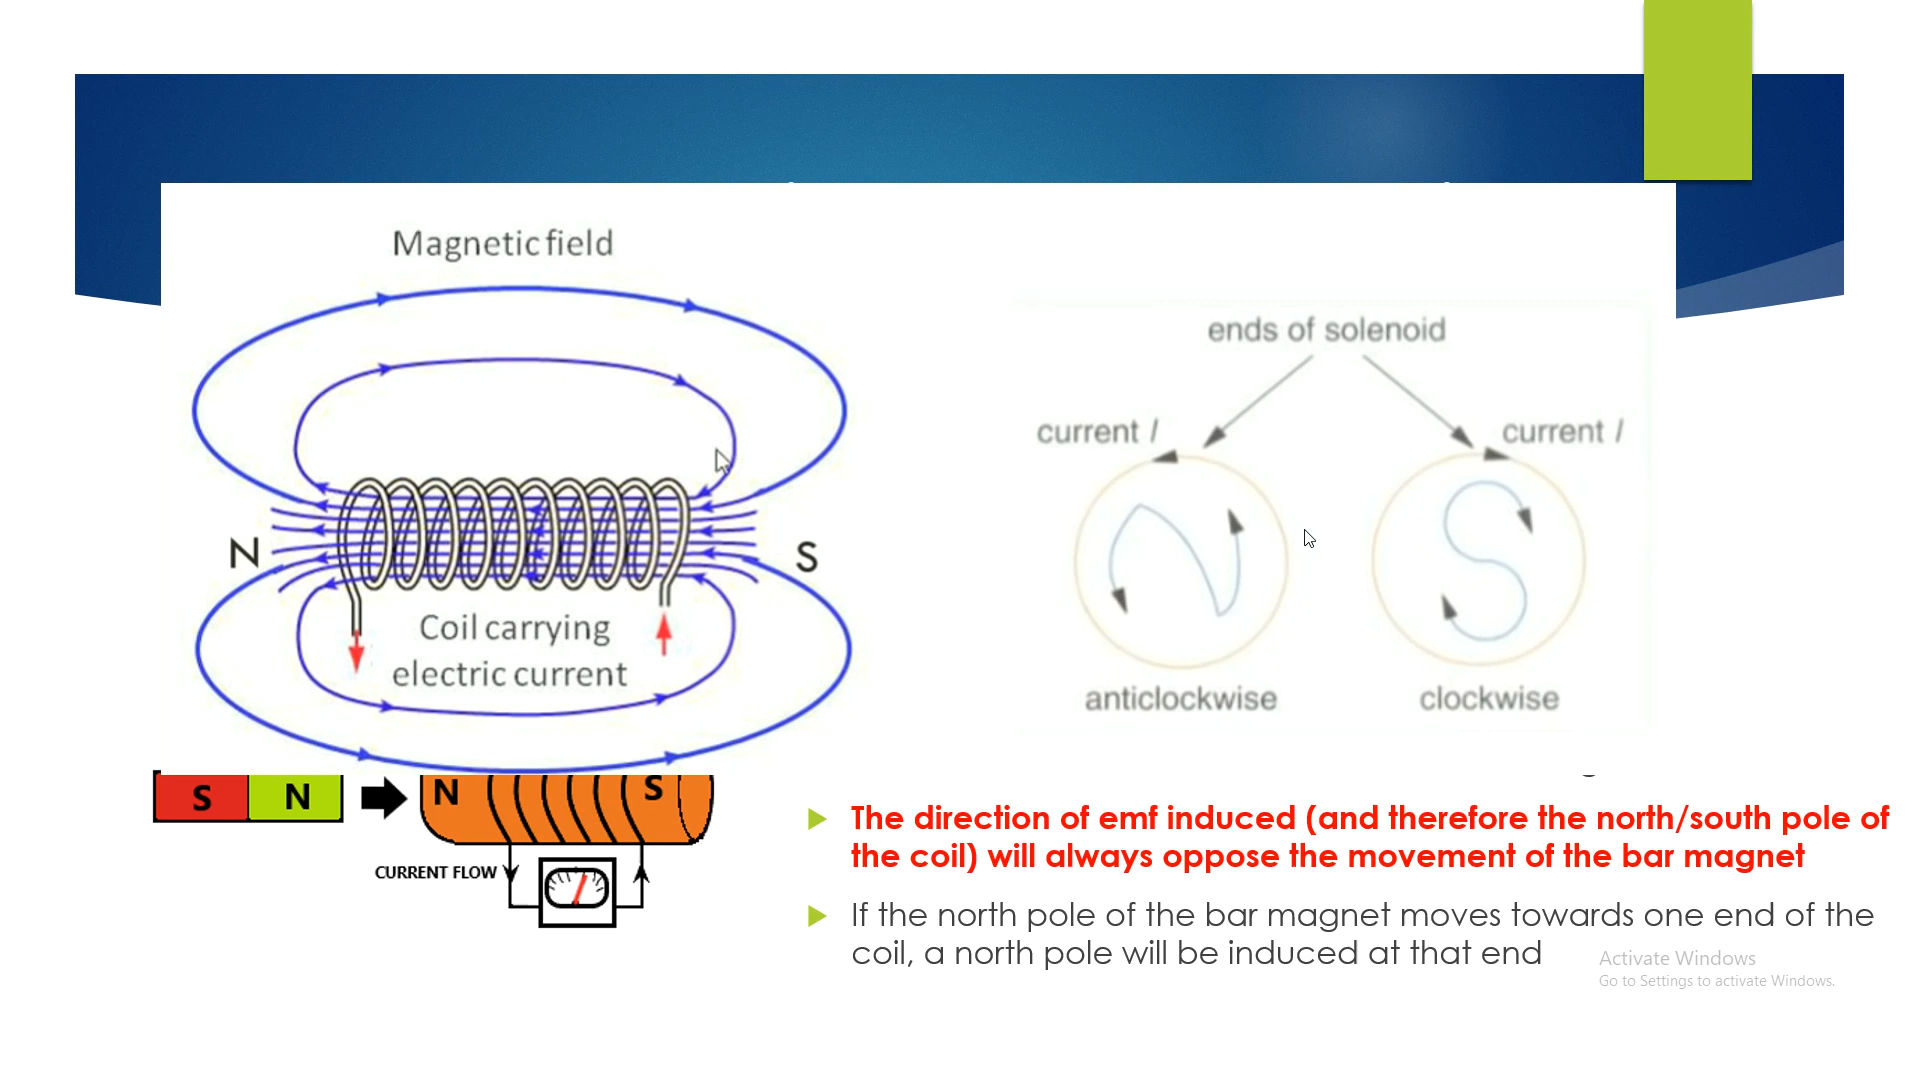 Magnetic field
N
S
Coil carrying
electric current
ends of solenoid
current I
current I
N
S
anticlockwise
clockwise
S N
N S
CURRENT FLOW
The direction of emf induced (and therefore the north/south pole of
the coil) will always oppose the movement of the bar magnet
If the north pole of the bar magnet moves towards one end of the
coil, a north pole will be induced at that end
Activate Windows
Go to Settings to activate Windows.